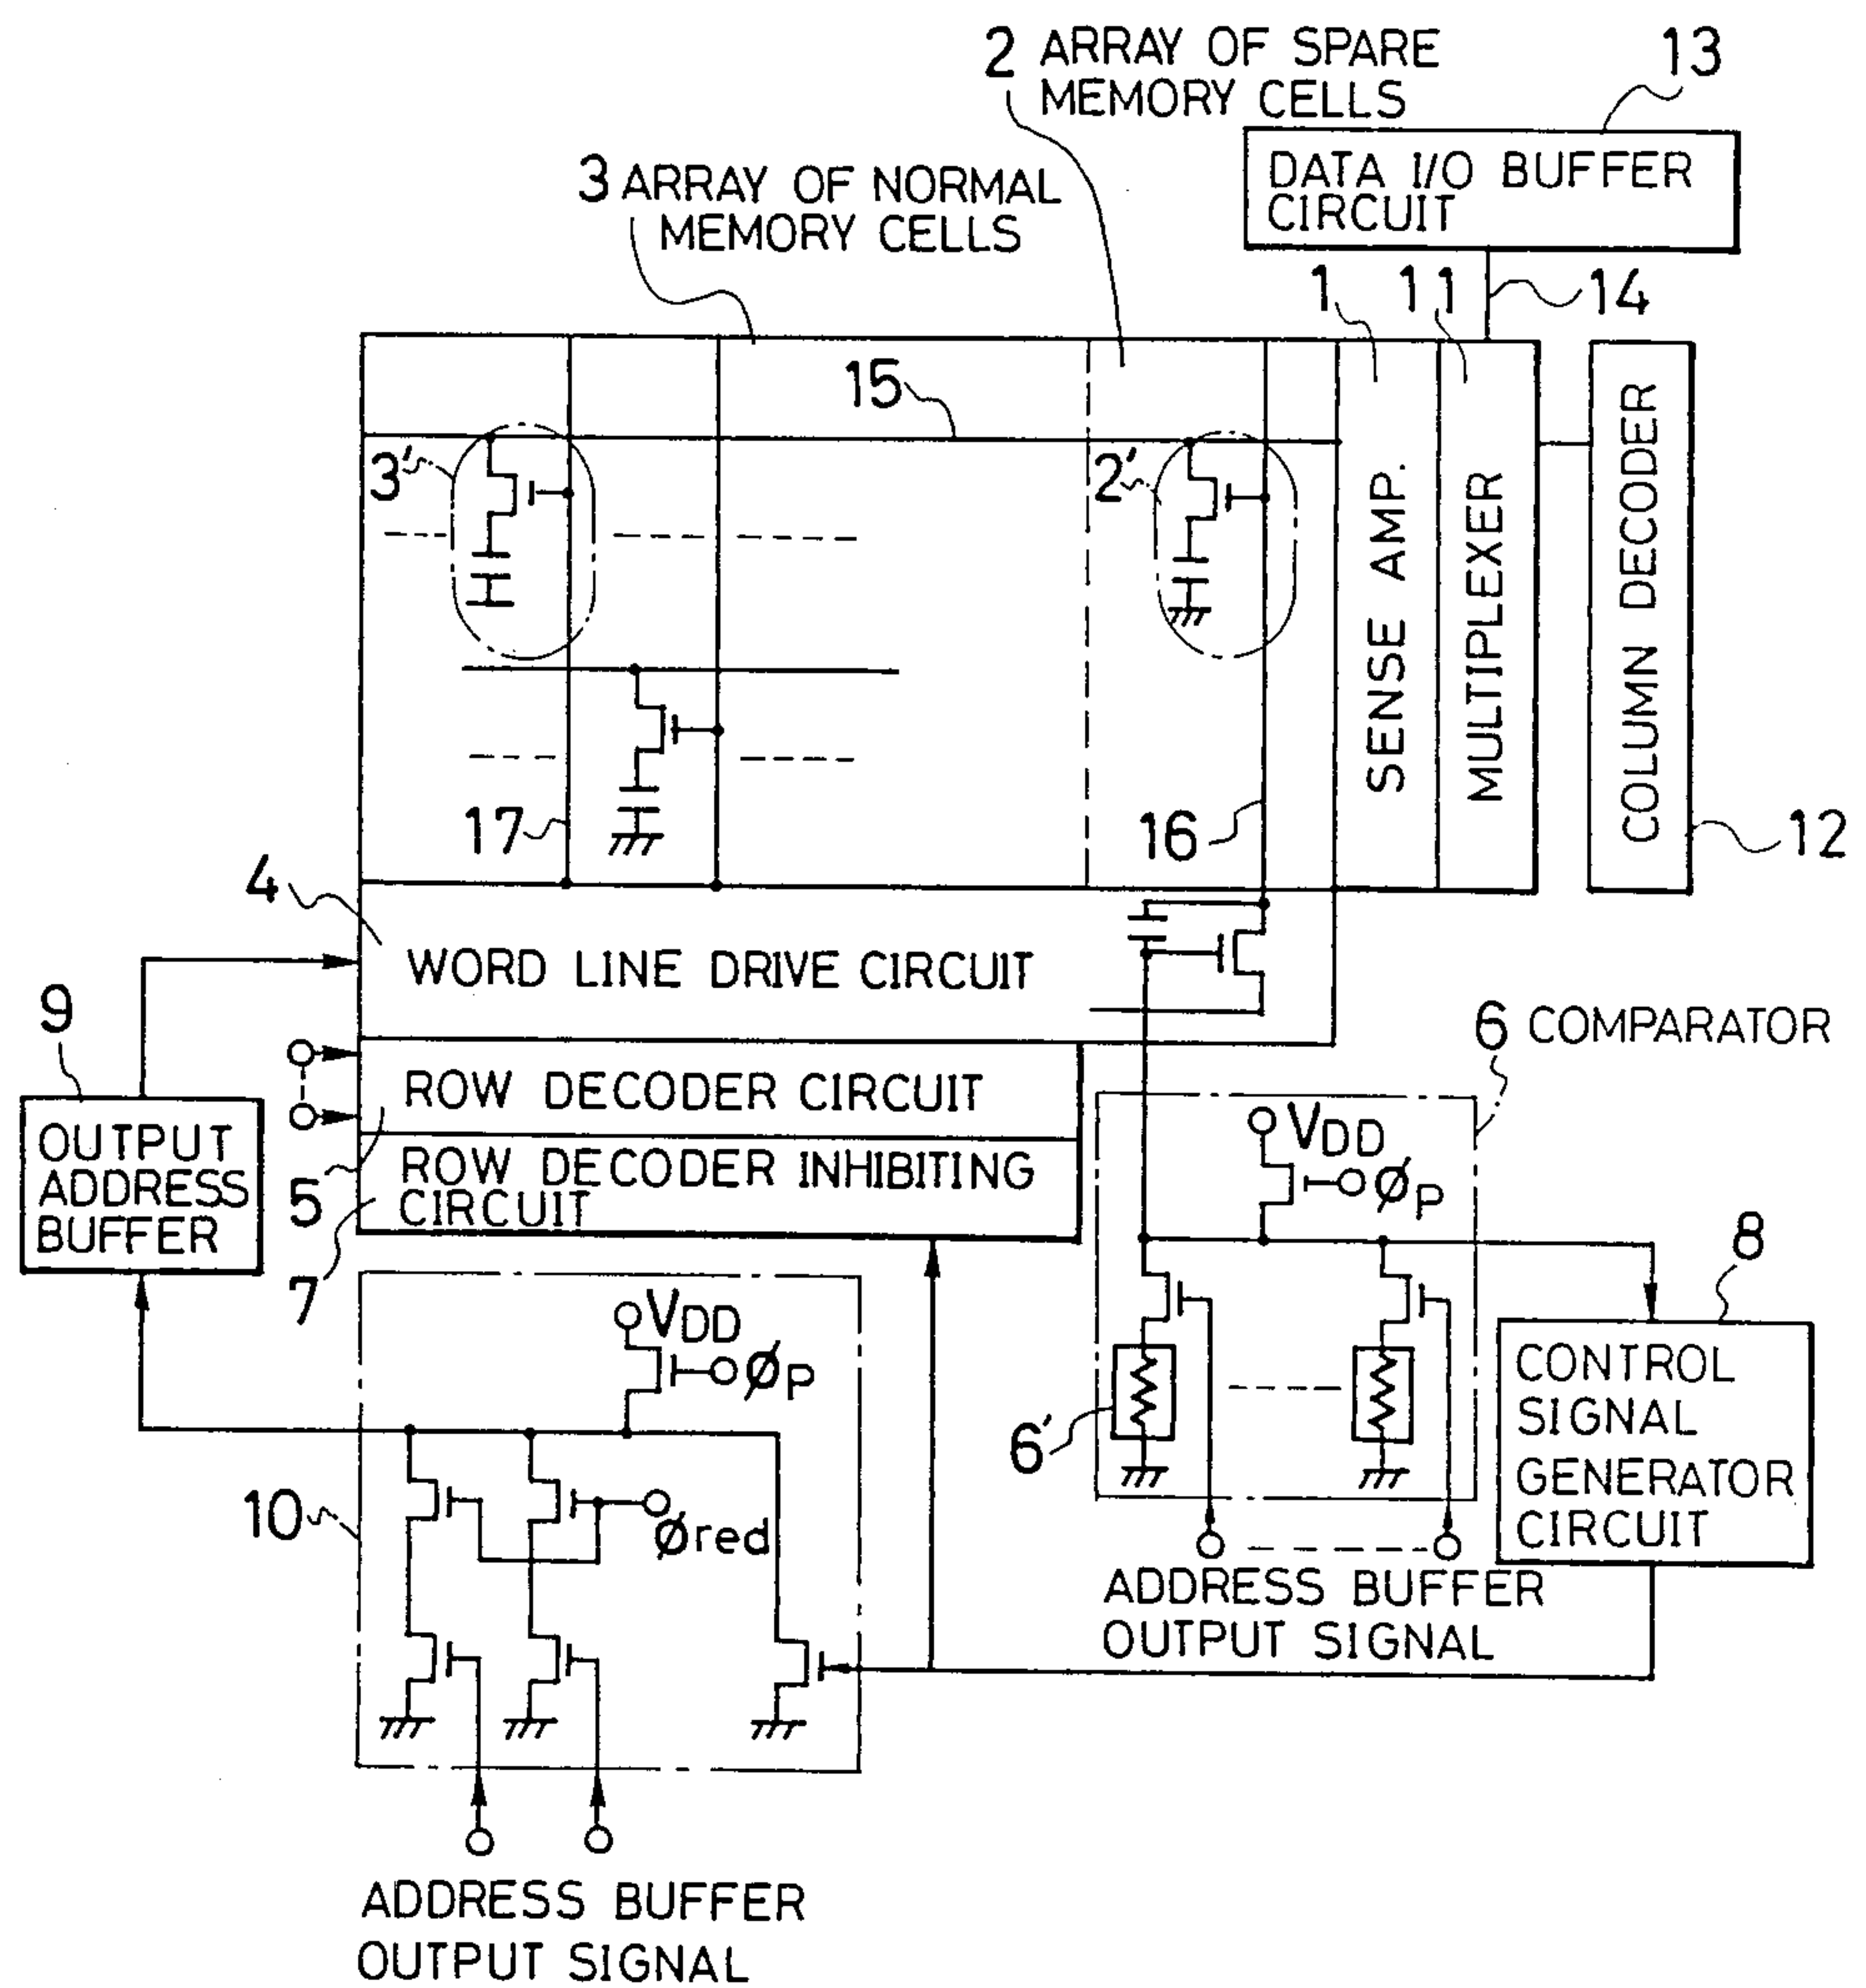 2 ARRAY OF SPARE
MEMORY CELLS
13
DATA I/O BUFFER
CIRCUIT
3 ARRAY OF NORMAL
MEMORY CELLS
1
11
14
15
3'
2'
SENSE AMP.
MULTIPLEXER
COLUMN DECODER
17
16
12
4
WORD LINE DRIVE CIRCUIT
9
6 COMPARATOR
ROW DECODER CIRCUIT
OUTPUT
ADDRESS
BUFFER
5
ROW DECODER INHIBITING
CIRCUIT
7
VDD
ØP
8
VDD
ØP
CONTROL
SIGNAL
GENERATOR
CIRCUIT
6'
10
Øred
ADDRESS BUFFER
OUTPUT SIGNAL
ADDRESS BUFFER
OUTPUT SIGNAL